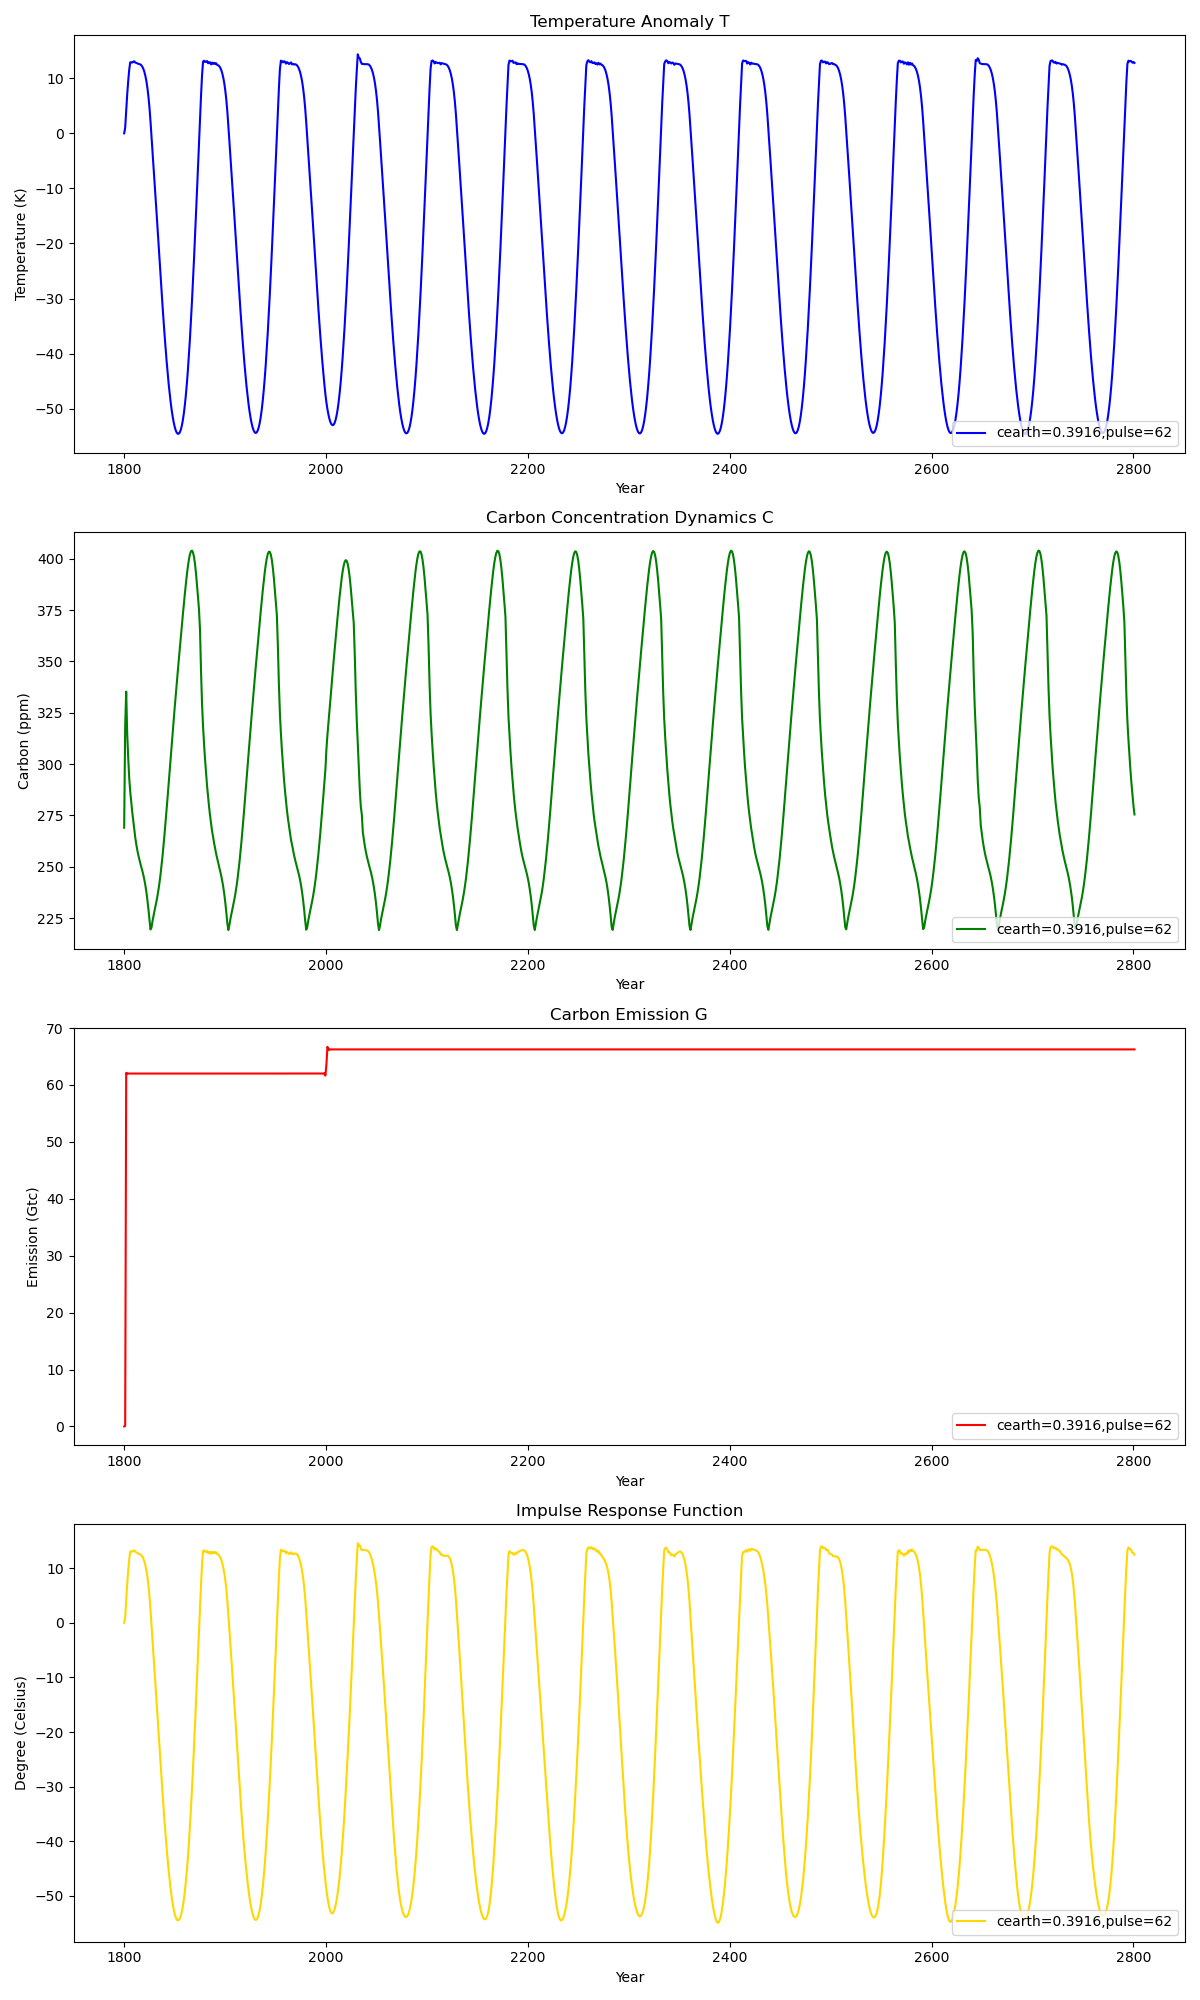 Temperature Anomaly T
10
0
−10
−20
−30
−40
−50
Temperature (K)
cearth=0.3916,pulse=62
1800 2000 2200 2400 2600 2800
Year
Carbon Concentration Dynamics C
400
375
350
325
300
275
250
225
Carbon (ppm)
cearth=0.3916,pulse=62
1800 2000 2200 2400 2600 2800
Year
Carbon Emission G
70
60
50
40
30
20
10
0
Emission (Gtc)
cearth=0.3916,pulse=62
1800 2000 2200 2400 2600 2800
Year
Impulse Response Function
10
0
−10
−20
−30
−40
−50
Degree (Celsius)
cearth=0.3916,pulse=62
1800 2000 2200 2400 2600 2800
Year